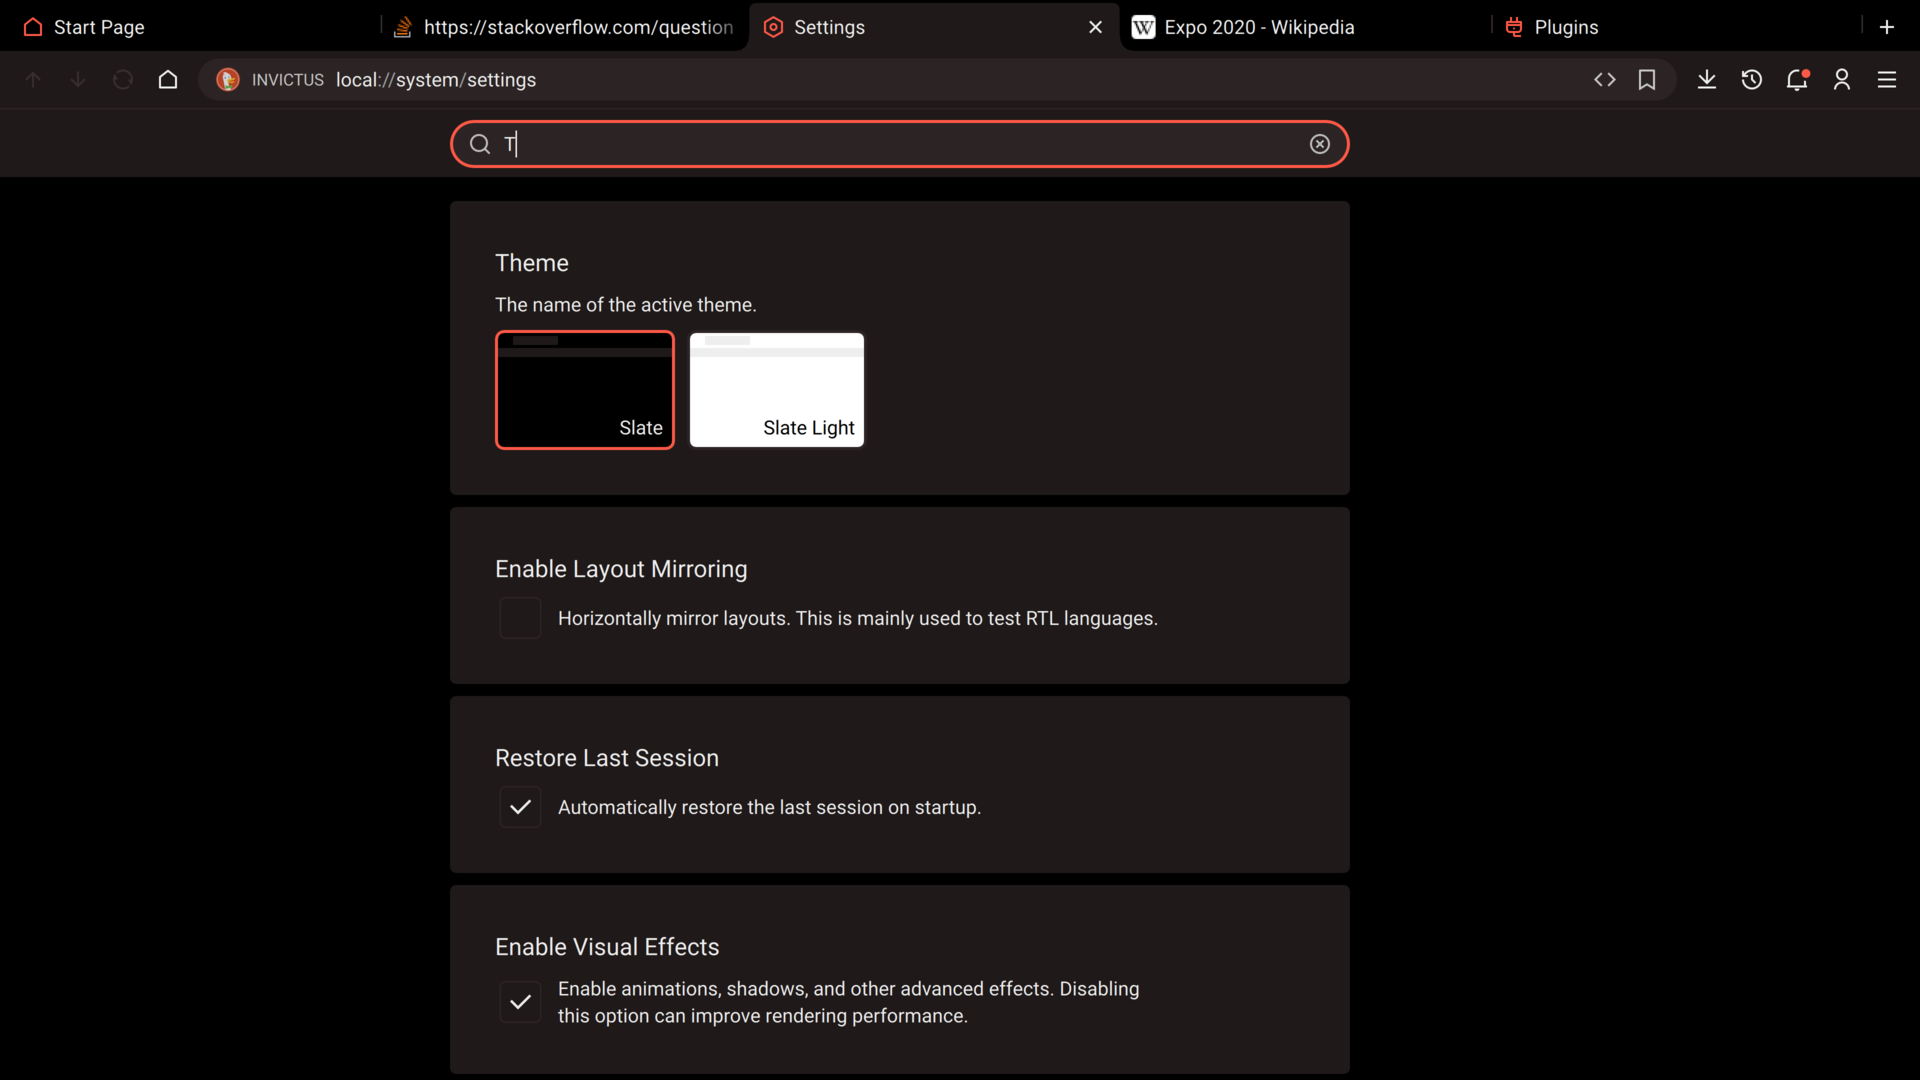 Start Page
https://stackoverflow.com/question
Settings
W Expo 2020 - Wikipedia
Plugins
INVICTUS local://system/settings
T
Theme
The name of the active theme.
Slate
Slate Light
Enable Layout Mirroring
Horizontally mirror layouts. This is mainly used to test RTL languages.
Restore Last Session
Automatically restore the last session on startup.
Enable Visual Effects
Enable animations, shadows, and other advanced effects. Disabling
this option can improve rendering performance.